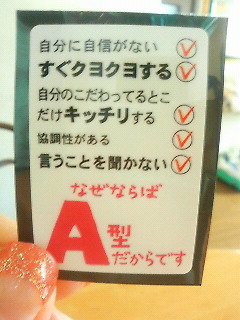 自分に自信がない
すぐクヨクヨする
自分のこだわってるとこ
だけキッチリする
協調性がある
言うことを聞かない
なぜならば
A型
だからです